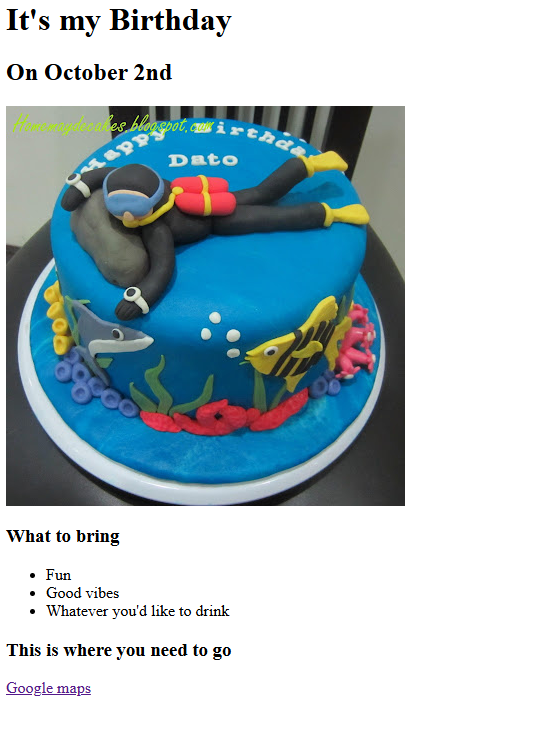 It's my Birthday
On October 2nd
Homemaydecakes.blogspot.com
Happy Birthday
Dato
What to bring
Fun
Good vibes
Whatever you'd like to drink
This is where you need to go
Google maps